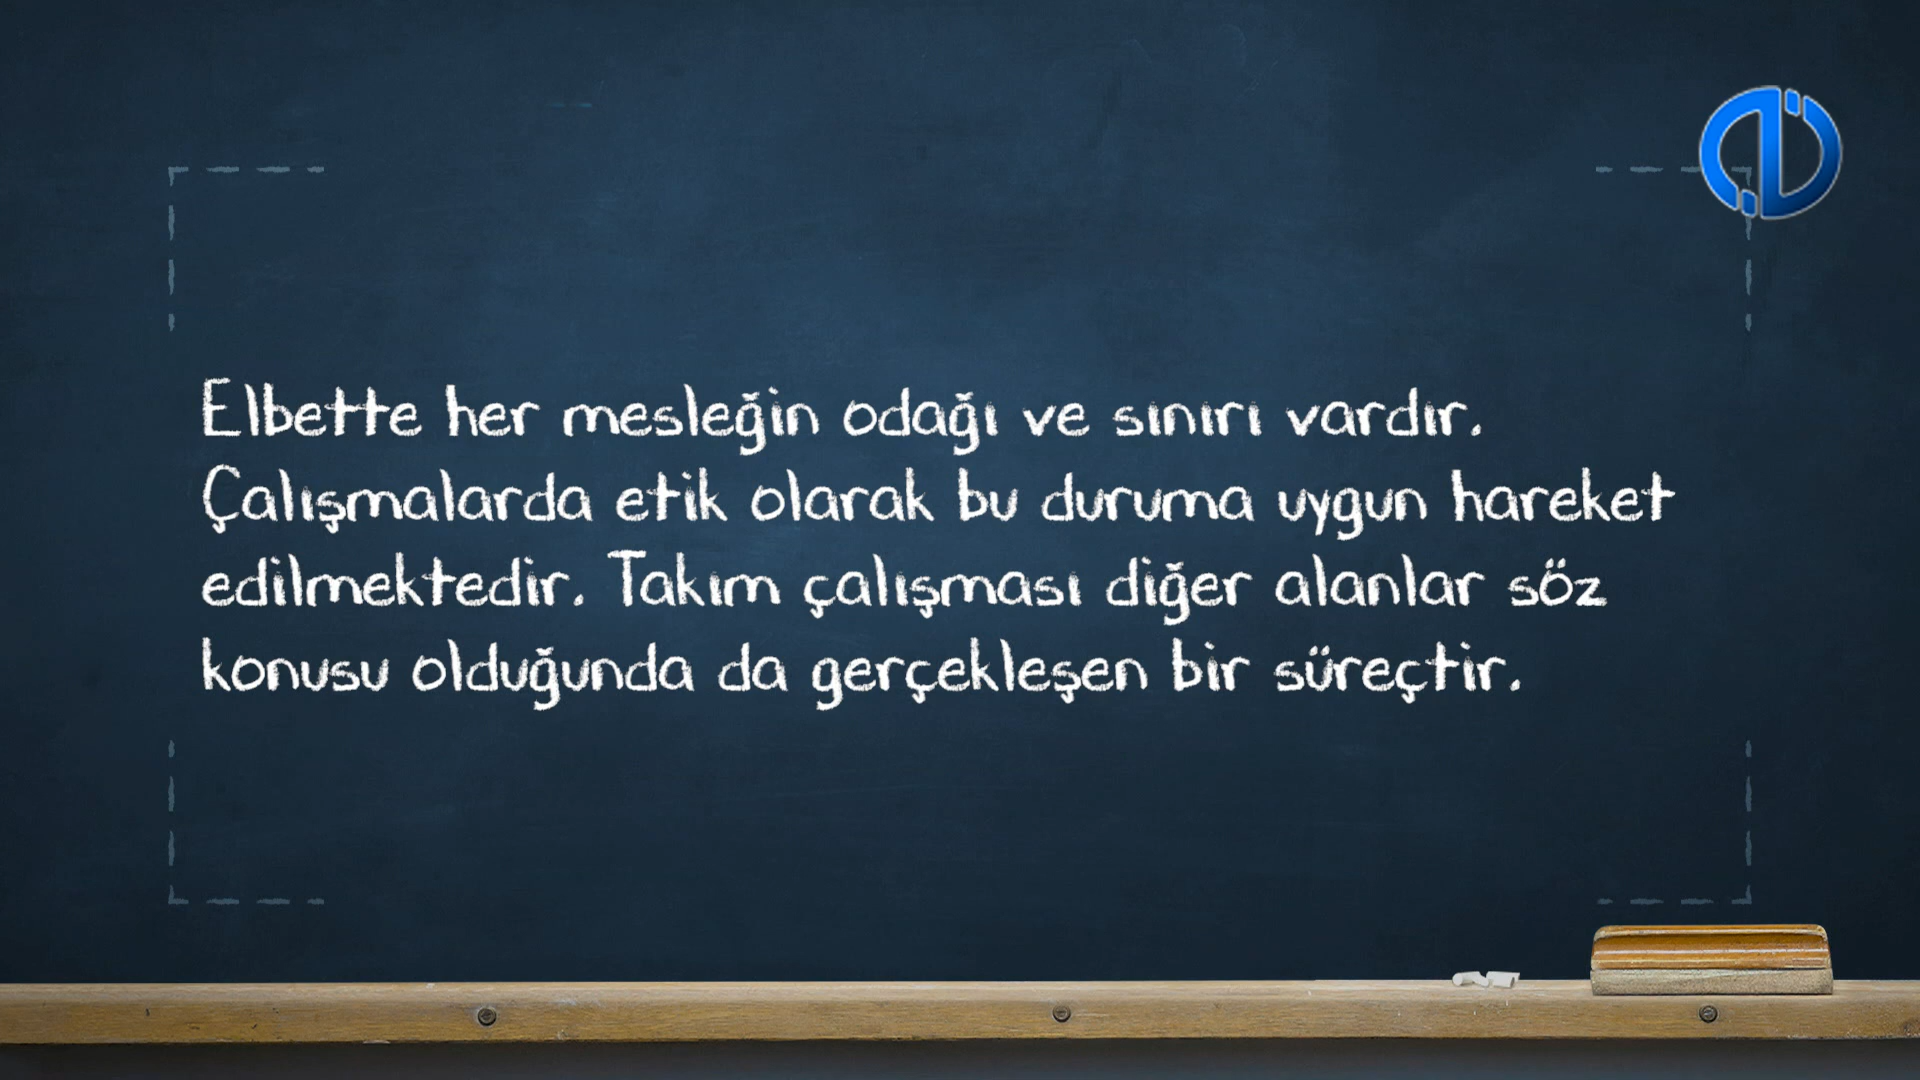 Elbette her mesleğin odağı ve sınırı vardır.
Çalışmalarda etik olarak bu duruma uygun hareket
edilmektedir. Takım çalışması diğer alanlar söz
konusu olduğunda da gerçekleşen bir süreçtir.